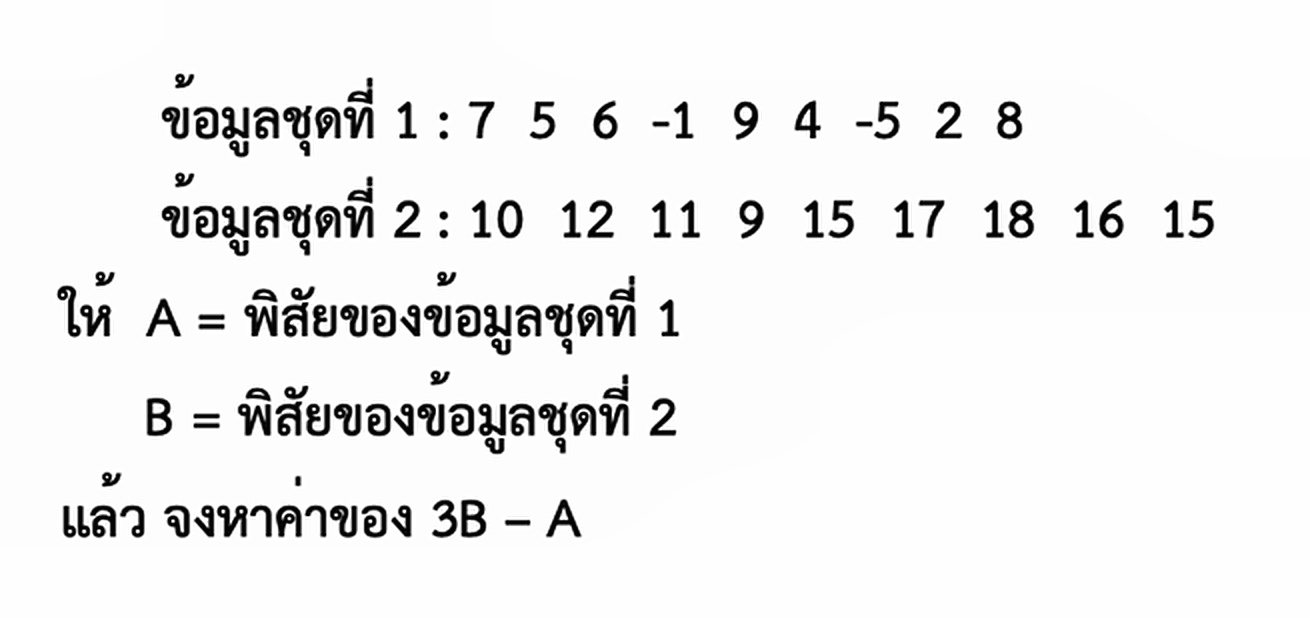 ข้อมูลชุดที่ 1 : 7 5 6 -1 9 4 -5 2 8
ข้อมูลชุดที่ 2 : 10 12 11 9 15 17 18 16 15
ให้ A = พิสัยของข้อมูลชุดที่ 1
B = พิสัยของข้อมูลชุดที่ 2
แล้ว จงหาค่าของ 3B – A